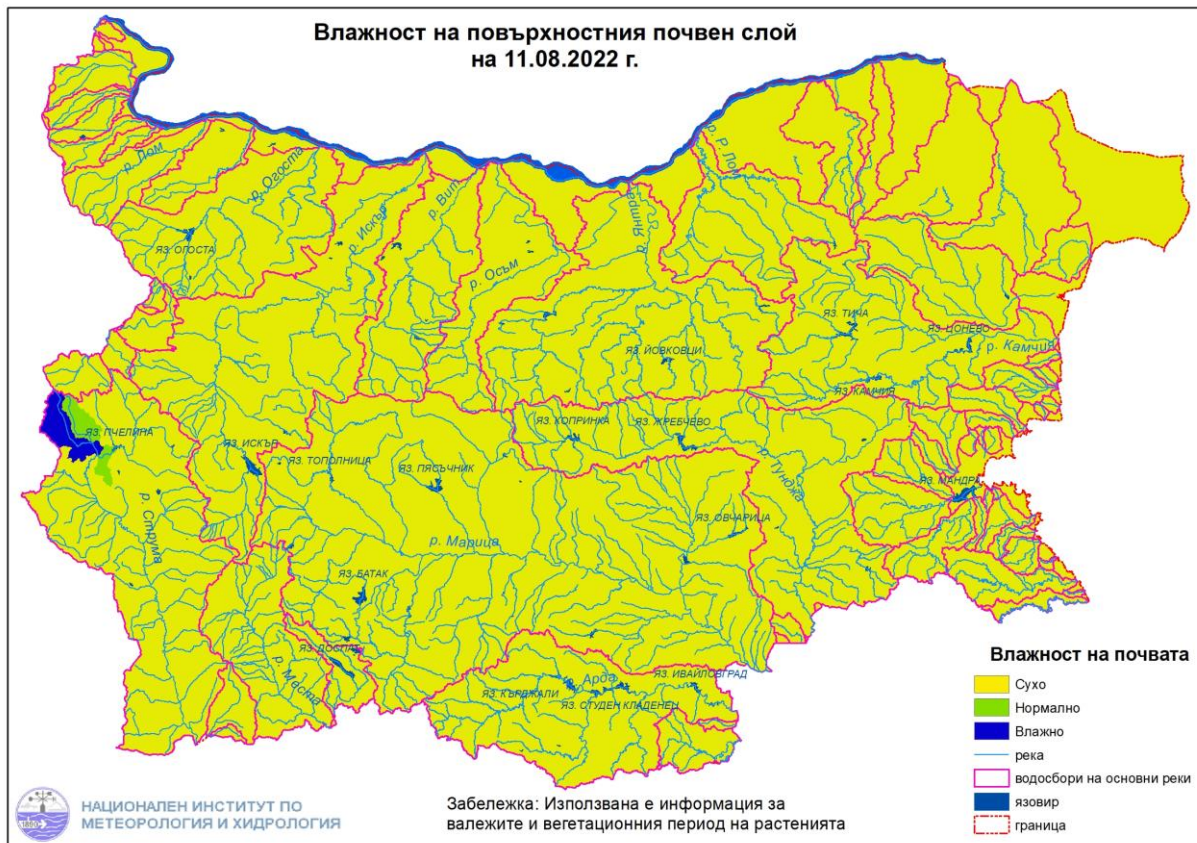 Влажност на повърхностния почвен слой
на 11.08.2022 г.
р. Лом
р. Огоста
р. Искър
р. Вит
р. Осъм
р. Янтра
р. Р. Лом
ЯЗ. ОГОСТА
ЯЗ. ТИЧА
ЯЗ. ЦОНЕВО
р. Камчия
ЯЗ. ЙОВКОВЦИ
ЯЗ. КАМЧИЯ
ЯЗ. ПЧЕЛИНА
ЯЗ. КОПРИНКА
ЯЗ. ЖРЕБЧЕВО
ЯЗ. ИСКЪР
ЯЗ. ТОПОЛНИЦА
ЯЗ. ПЯСЪЧНИК
р. Тунджа
ЯЗ. МАНДРА
р. Струма
ЯЗ. ОВЧАРИЦА
р. Марица
ЯЗ. БАТАК
ЯЗ. ДОСПАТ
р. Места
р. Арда
ЯЗ. ИВАЙЛОВГРАД
ЯЗ. КЪРДЖАЛИ
ЯЗ. СТУДЕН КЛАДЕНЕЦ
Влажност на почвата
Сухо
Нормално
Влажно
река
водосбори на основни реки
язовир
граница
1890
НАЦИОНАЛЕН ИНСТИТУТ ПО
МЕТЕОРОЛОГИЯ И ХИДРОЛОГИЯ
Забележка: Използвана е информация за
валежите и вегетационния период на растенията